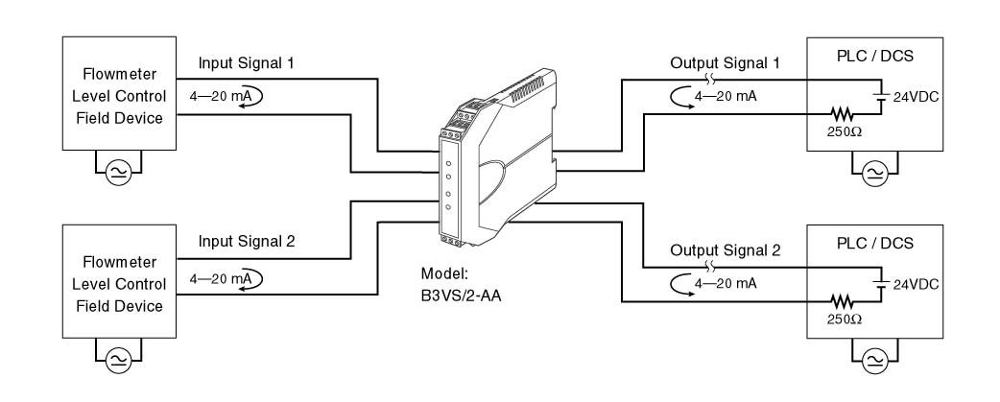 Flowmeter
Level Control
Field Device
Input Signal 1
4—20 mA
Output Signal 1
4—20 mA
PLC / DCS
24VDC
250Ω
Flowmeter
Level Control
Field Device
Input Signal 2
4—20 mA
Model:
B3VS/2-AA
Output Signal 2
4—20 mA
PLC / DCS
24VDC
250Ω